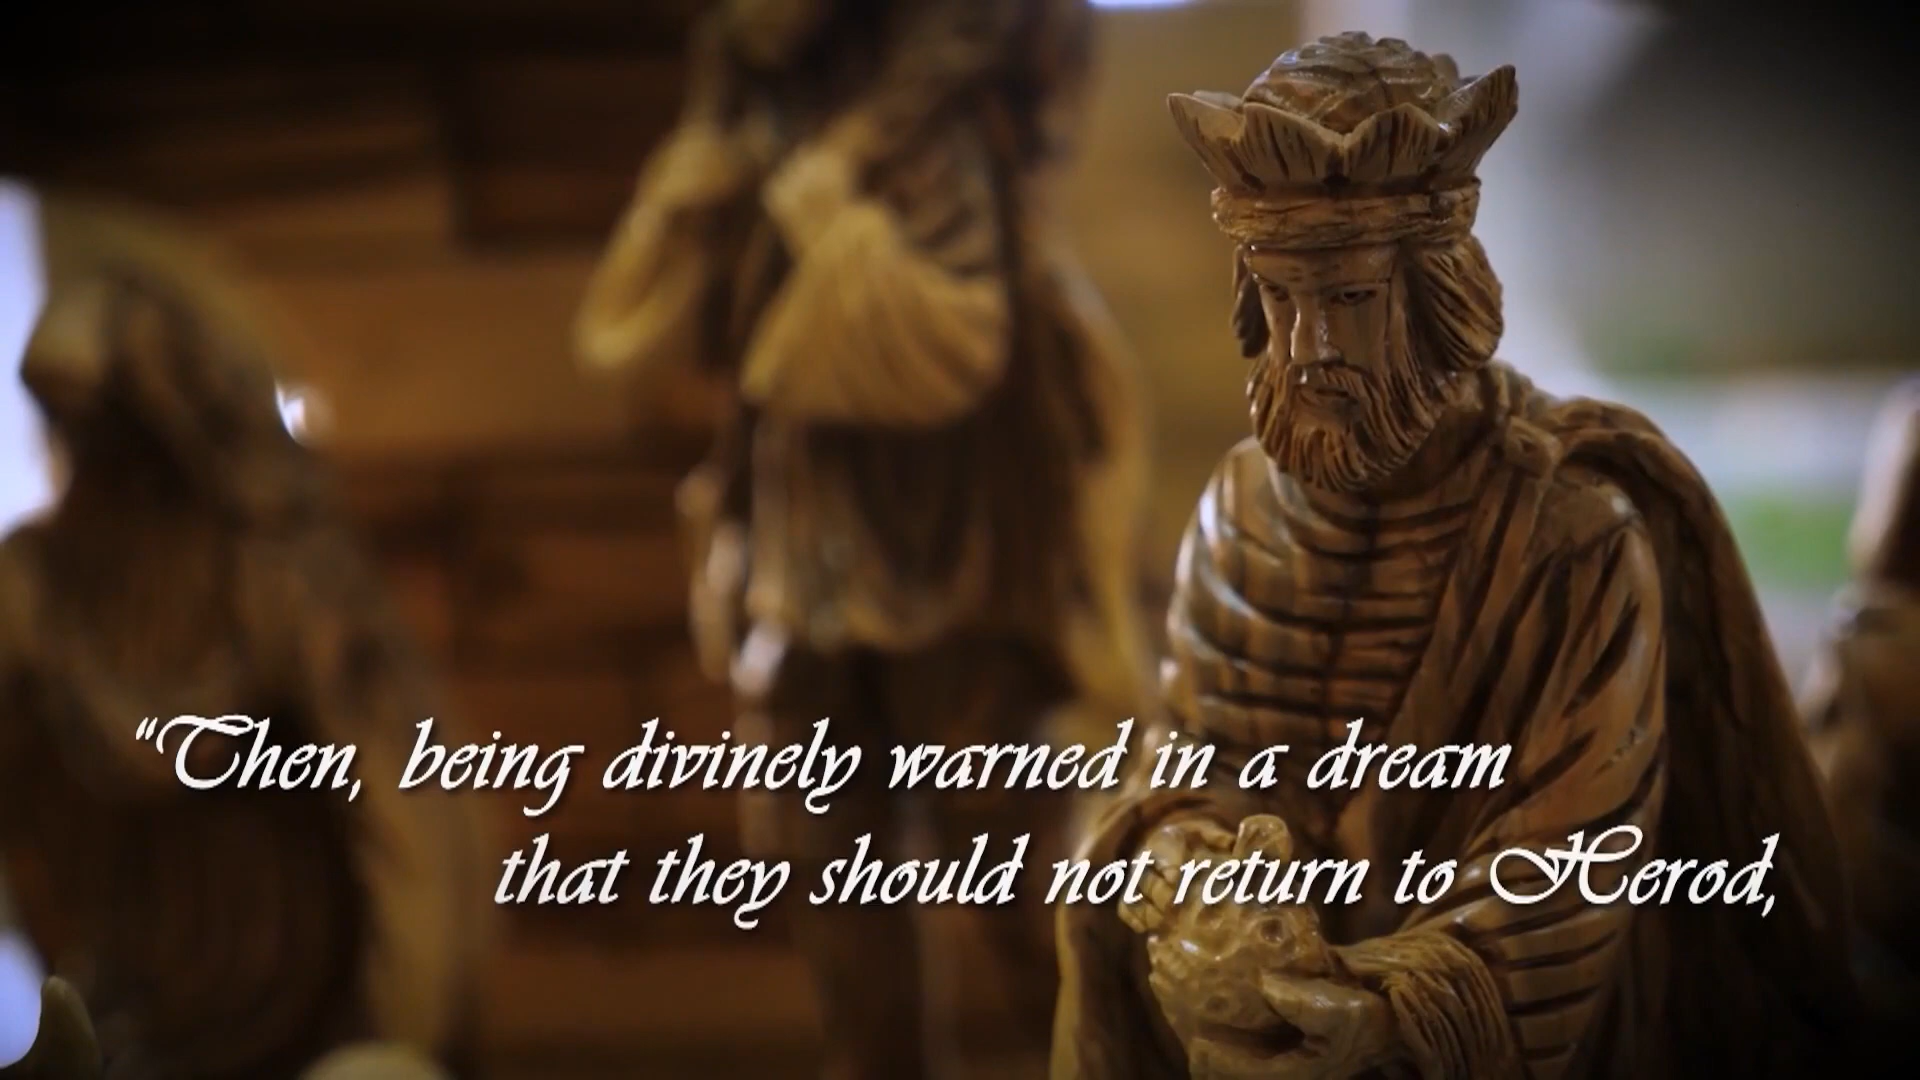 “Then, being divinely warned in a dream
that they should not return to Herod,